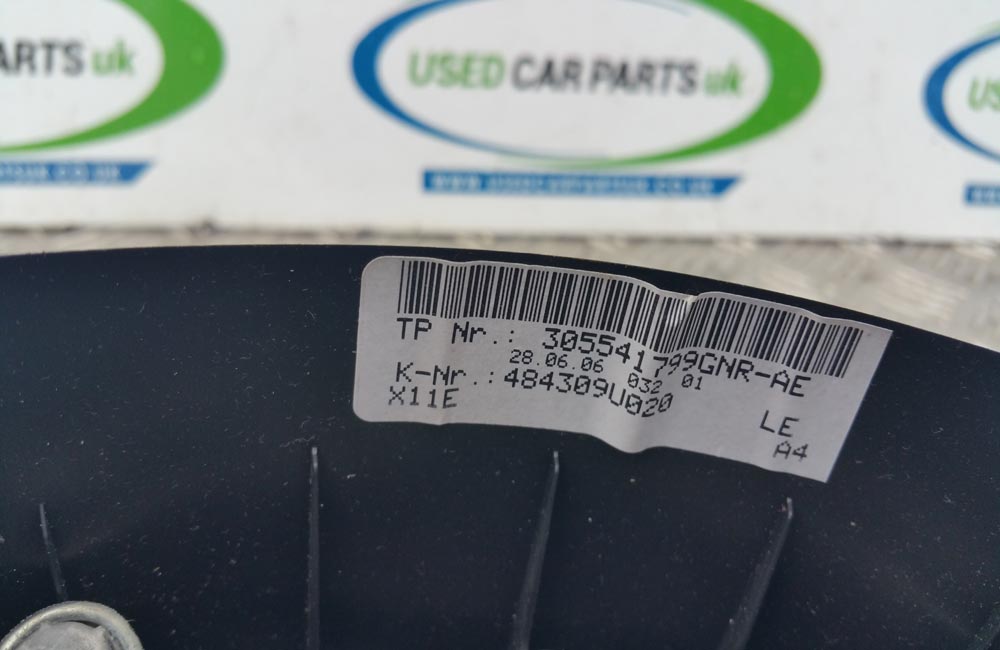 ARTS uk
USED CAR PARTS uk
US
TP Nr.: 305541799GNR-AE
28.06.06 032 01
K-Nr.: 484309U020
X11E
LE
A4